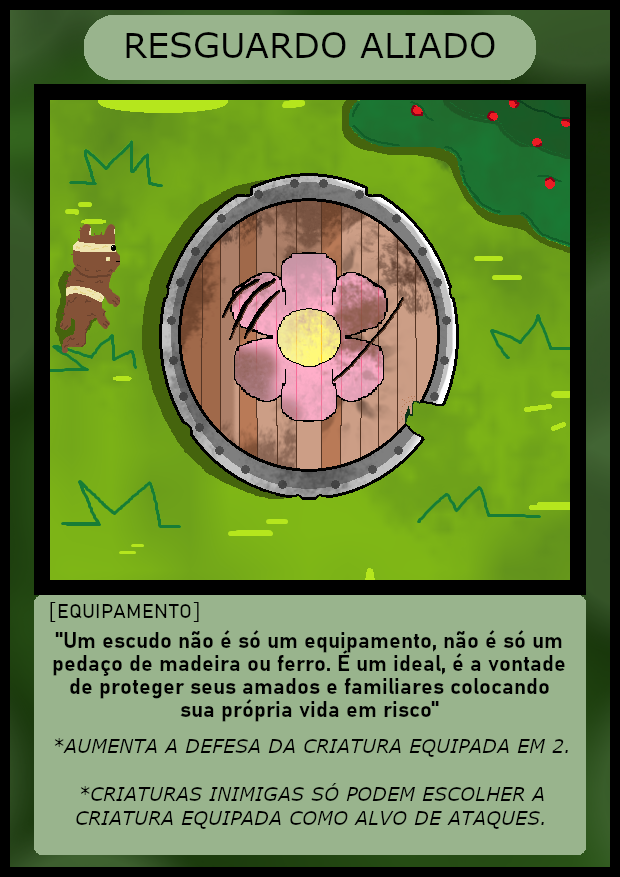 RESGUARDO ALIADO
[EQUIPAMENTO]
"Um escudo não é só um equipamento, não é só um
pedaço de madeira ou ferro. É um ideal, é a vontade
de proteger seus amados e familiares colocando
sua própria vida em risco"
*AUMENTA A DEFESA DA CRIATURA EQUIPADA EM 2.
*CRIATURAS INIMIGAS SÓ PODEM ESCOLHER A
CRIATURA EQUIPADA COMO ALVO DE ATAQUES.